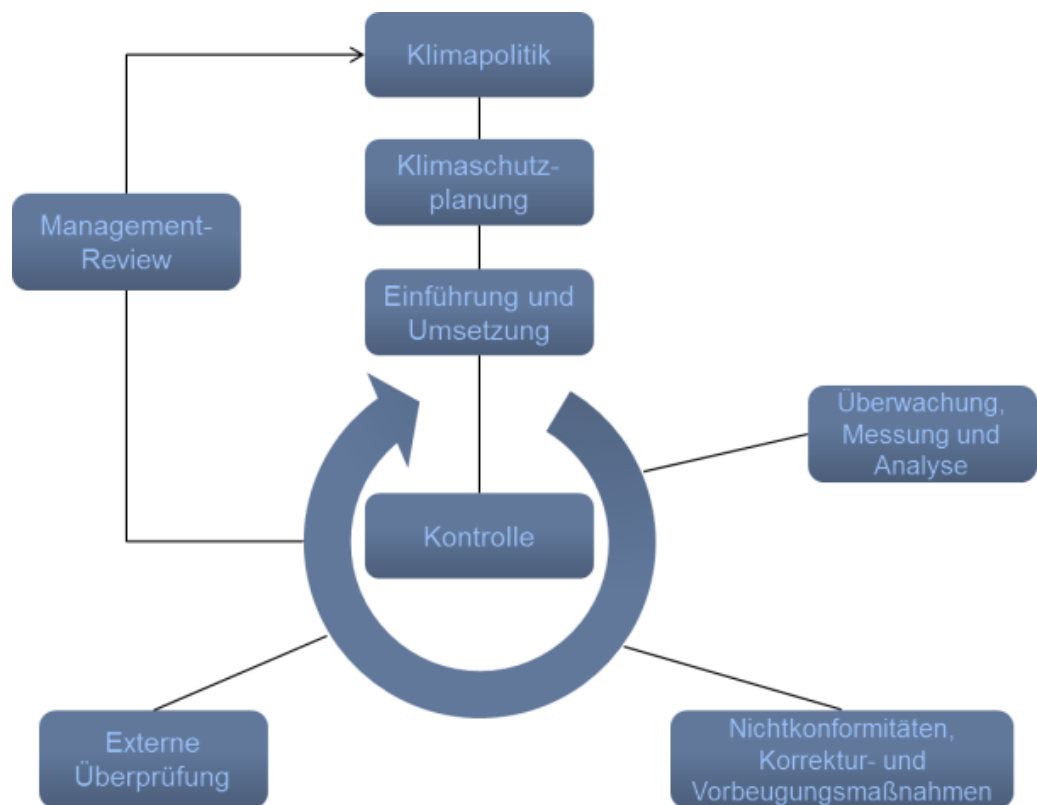 Klimapolitik
Klimaschutz-
planung
Management-
Review
Einführung und
Umsetzung
Überwachung,
Messung und
Analyse
Kontrolle
Externe
Überprüfung
Nichtkonformitäten,
Korrektur- und
Vorbeugungsmaßnahmen